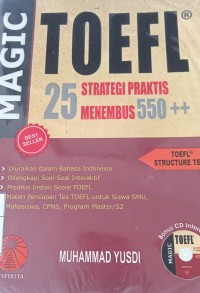 MAGIC
TOEFL®
25 STRATEGI PRAKTIS
MENEMBUS 550 ++
BEST
SELLER
TOEFL®
STRUCTURE TE
Diuraikan dalam Bahasa Indonesia
Dilengkapi Soal-Soal Interaktif
Prediksi Instan Score TOEFL
Materi Persiapan Tes TOEFL untuk Siswa SMU,
Mahasiswa, CPNS, Program Master/S2
Bonus CD Inter
MAGIC
TOEFL
SPIRITA
MUHAMMAD YUSDI